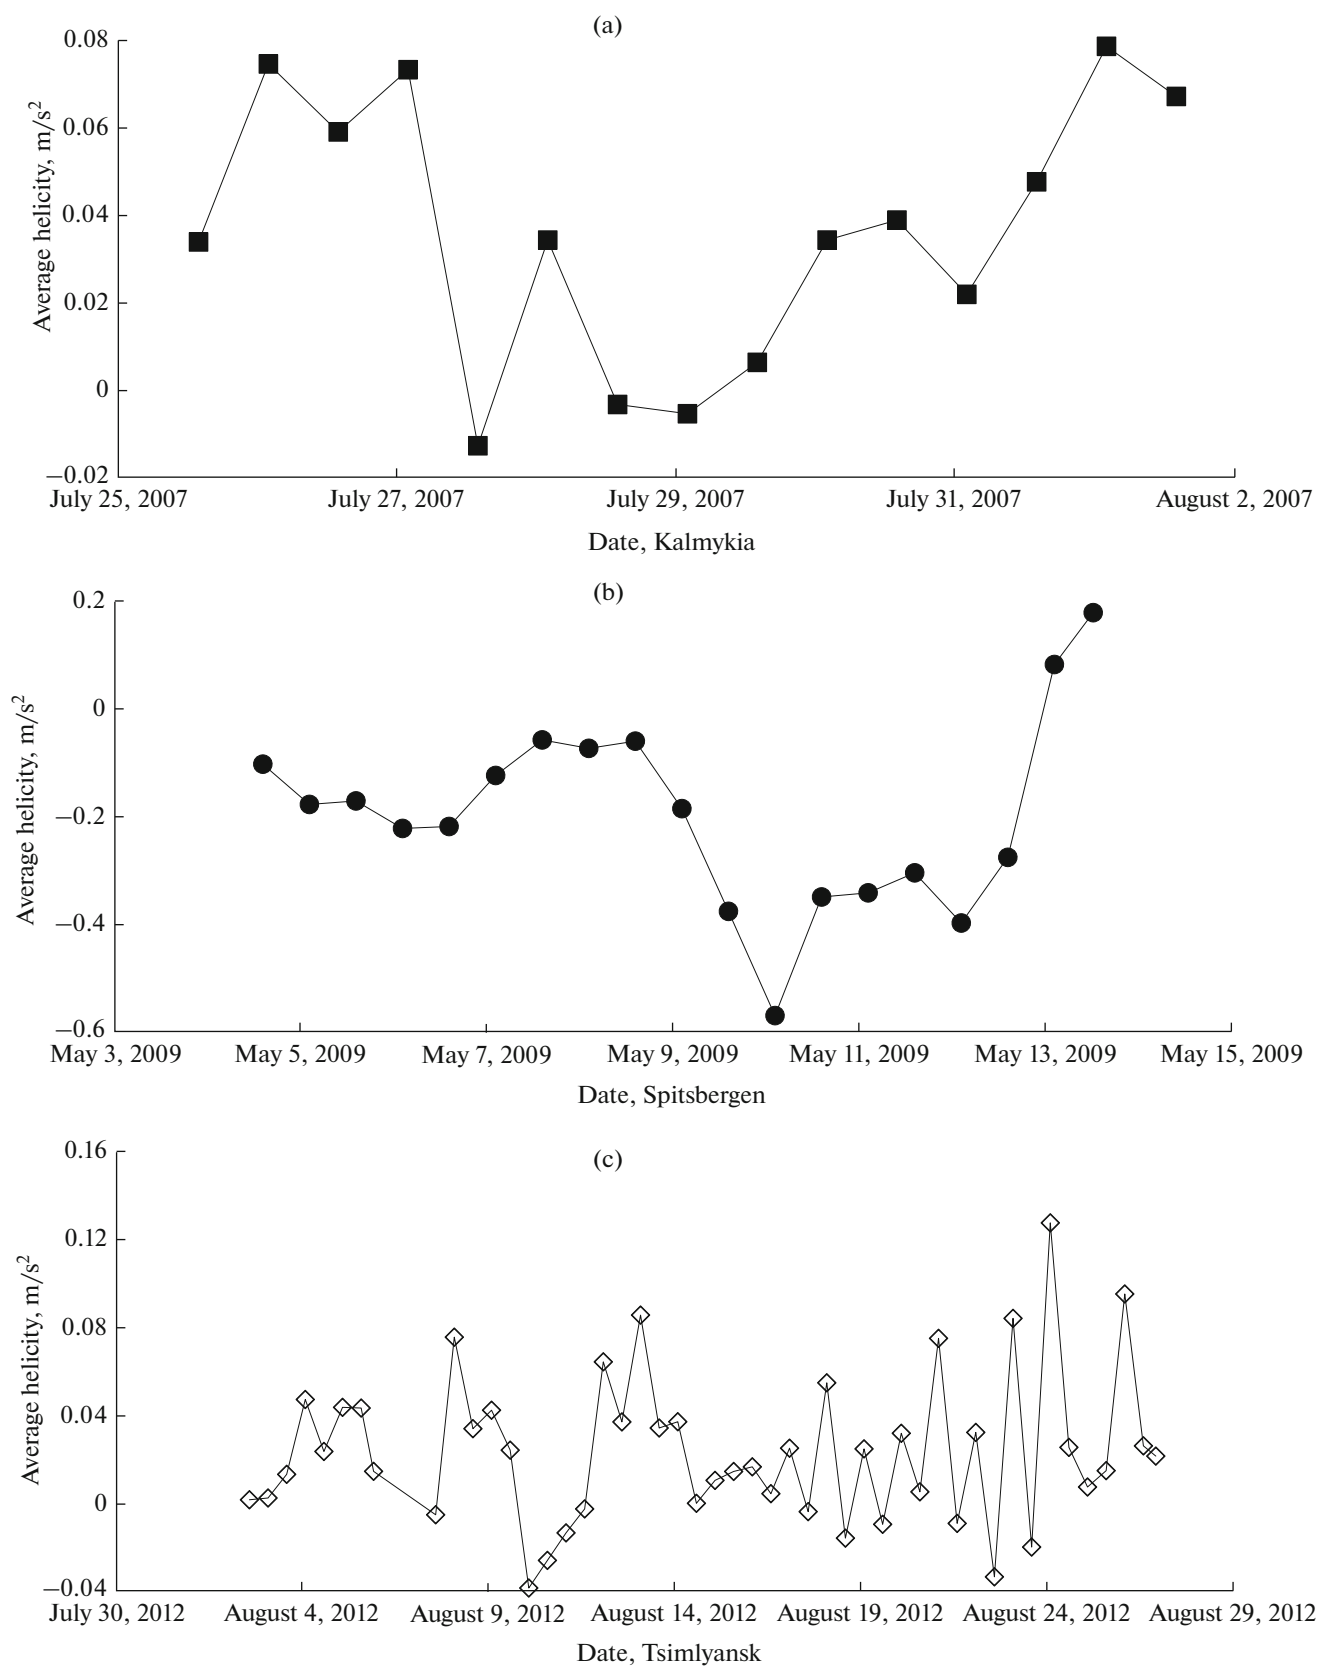 (a)
0.08
0.06
0.04
0.02
0
−0.02
Average helicity, m/s²
July 25, 2007 July 27, 2007 July 29, 2007 July 31, 2007 August 2, 2007
Date, Kalmykia
(b)
0.2
0
−0.2
−0.4
−0.6
Average helicity, m/s²
May 3, 2009 May 5, 2009 May 7, 2009 May 9, 2009 May 11, 2009 May 13, 2009 May 15, 2009
Date, Spitsbergen
(c)
0.16
0.12
0.08
0.04
0
−0.04
Average helicity, m/s²
July 30, 2012 August 4, 2012 August 9, 2012 August 14, 2012 August 19, 2012 August 24, 2012 August 29, 2012
Date, Tsimlyansk